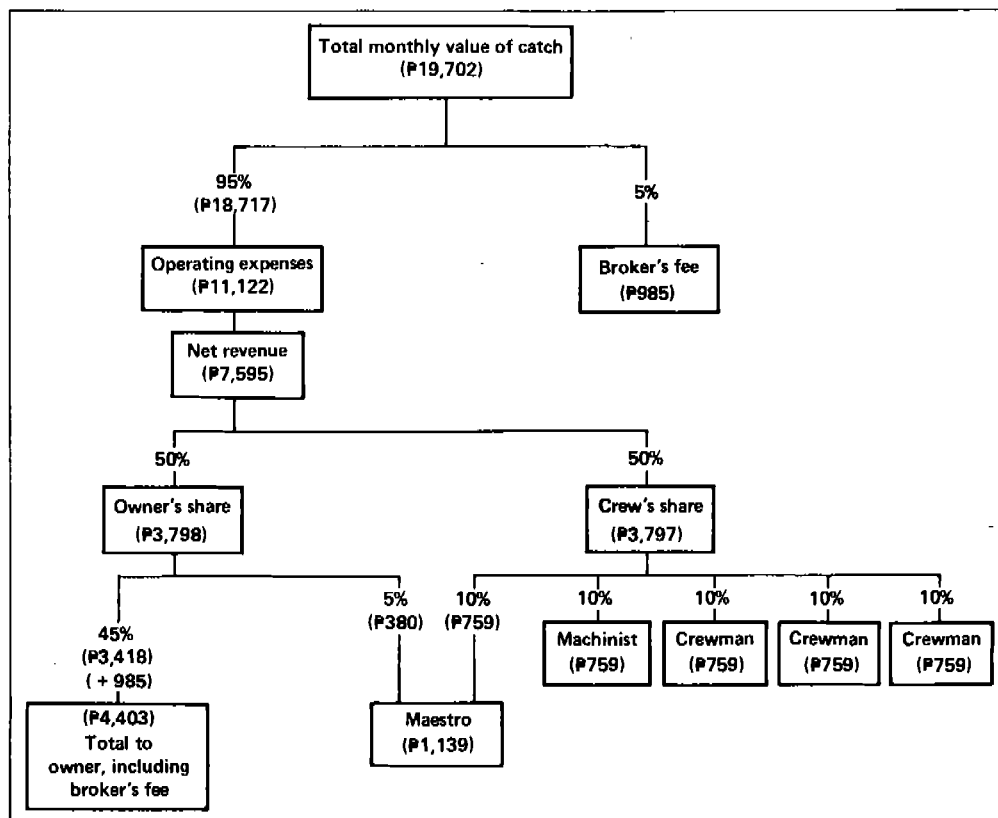 Total monthly value of catch
(₱19,702)
95%
(₱18,717)
5%
Operating expenses
(₱11,122)
Broker's fee
(₱985)
Net revenue
(₱7,595)
50%
50%
Owner's share
(₱3,798)
Crew's share
(₱3,797)
45%
(₱3,418)
( + 985)
5%
(₱380)
10%
(₱759)
10%
10%
10%
10%
Machinist
(₱759)
Crewman
(₱759)
Crewman
(₱759)
Crewman
(₱759)
(₱4,403)
Total to
owner, including
broker's fee
Maestro
(₱1,139)